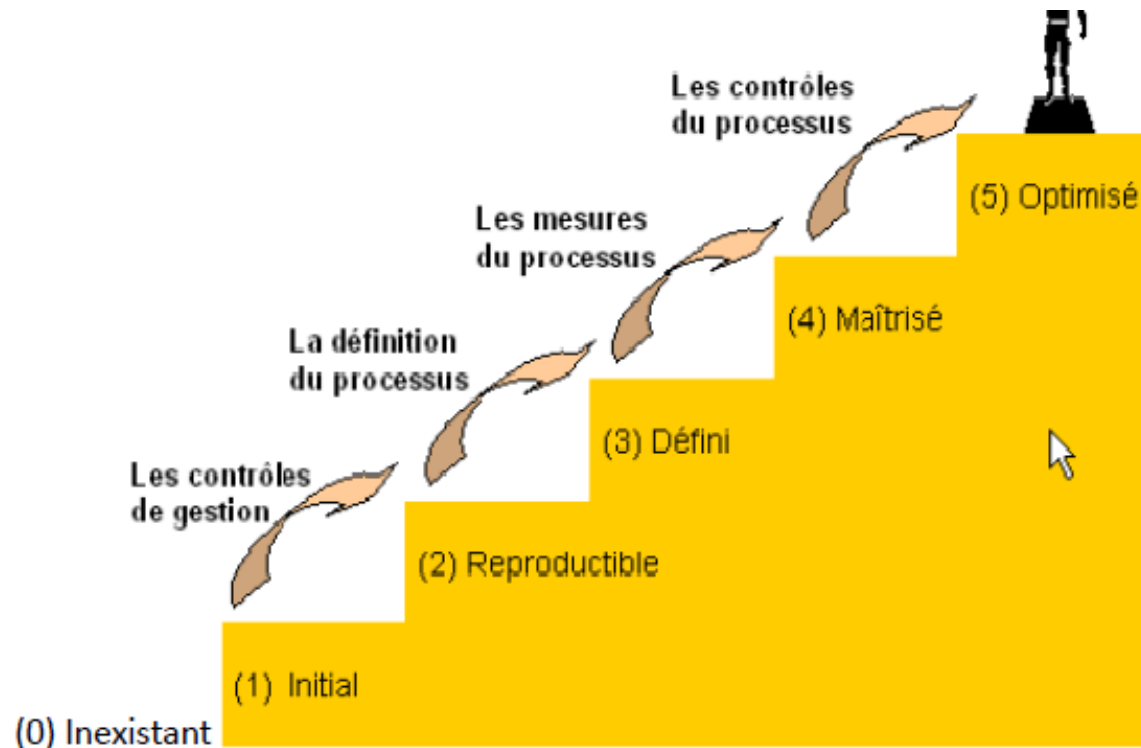 Les contrôles
du processus
(5) Optimisé
Les mesures
du processus
(4) Maîtrisé
La définition
du processus
(3) Défini
Les contrôles
de gestion
(2) Reproductible
(1) Initial
(0) Inexistant